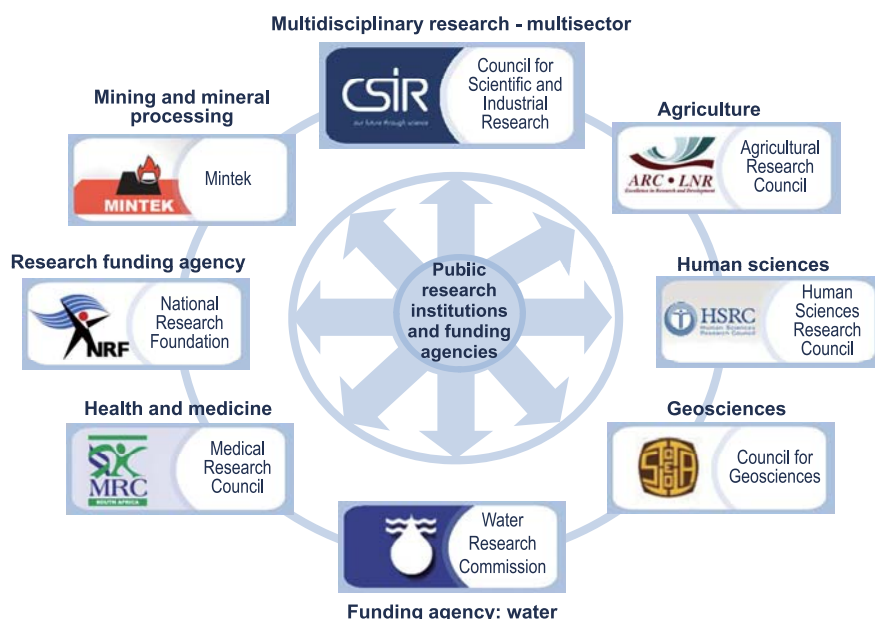 Multidisciplinary research - multisector
CSIR
our future through science
Council for
Scientific and
Industrial
Research
Agriculture
ARC • LNR
Excellence in Research and Development
Agricultural
Research
Council
Human sciences
HSRC
Human Sciences
Research Council
Human
Sciences
Research
Council
Geosciences
Council for
Geosciences
Water
Research
Commission
Funding agency: water
Health and medicine
MRC
SOUTH AFRICA
Medical
Research
Council
Research funding agency
NRF
National
Research
Foundation
Mining and mineral
processing
MINTEK
Mintek
Public
research
institutions
and funding
agencies